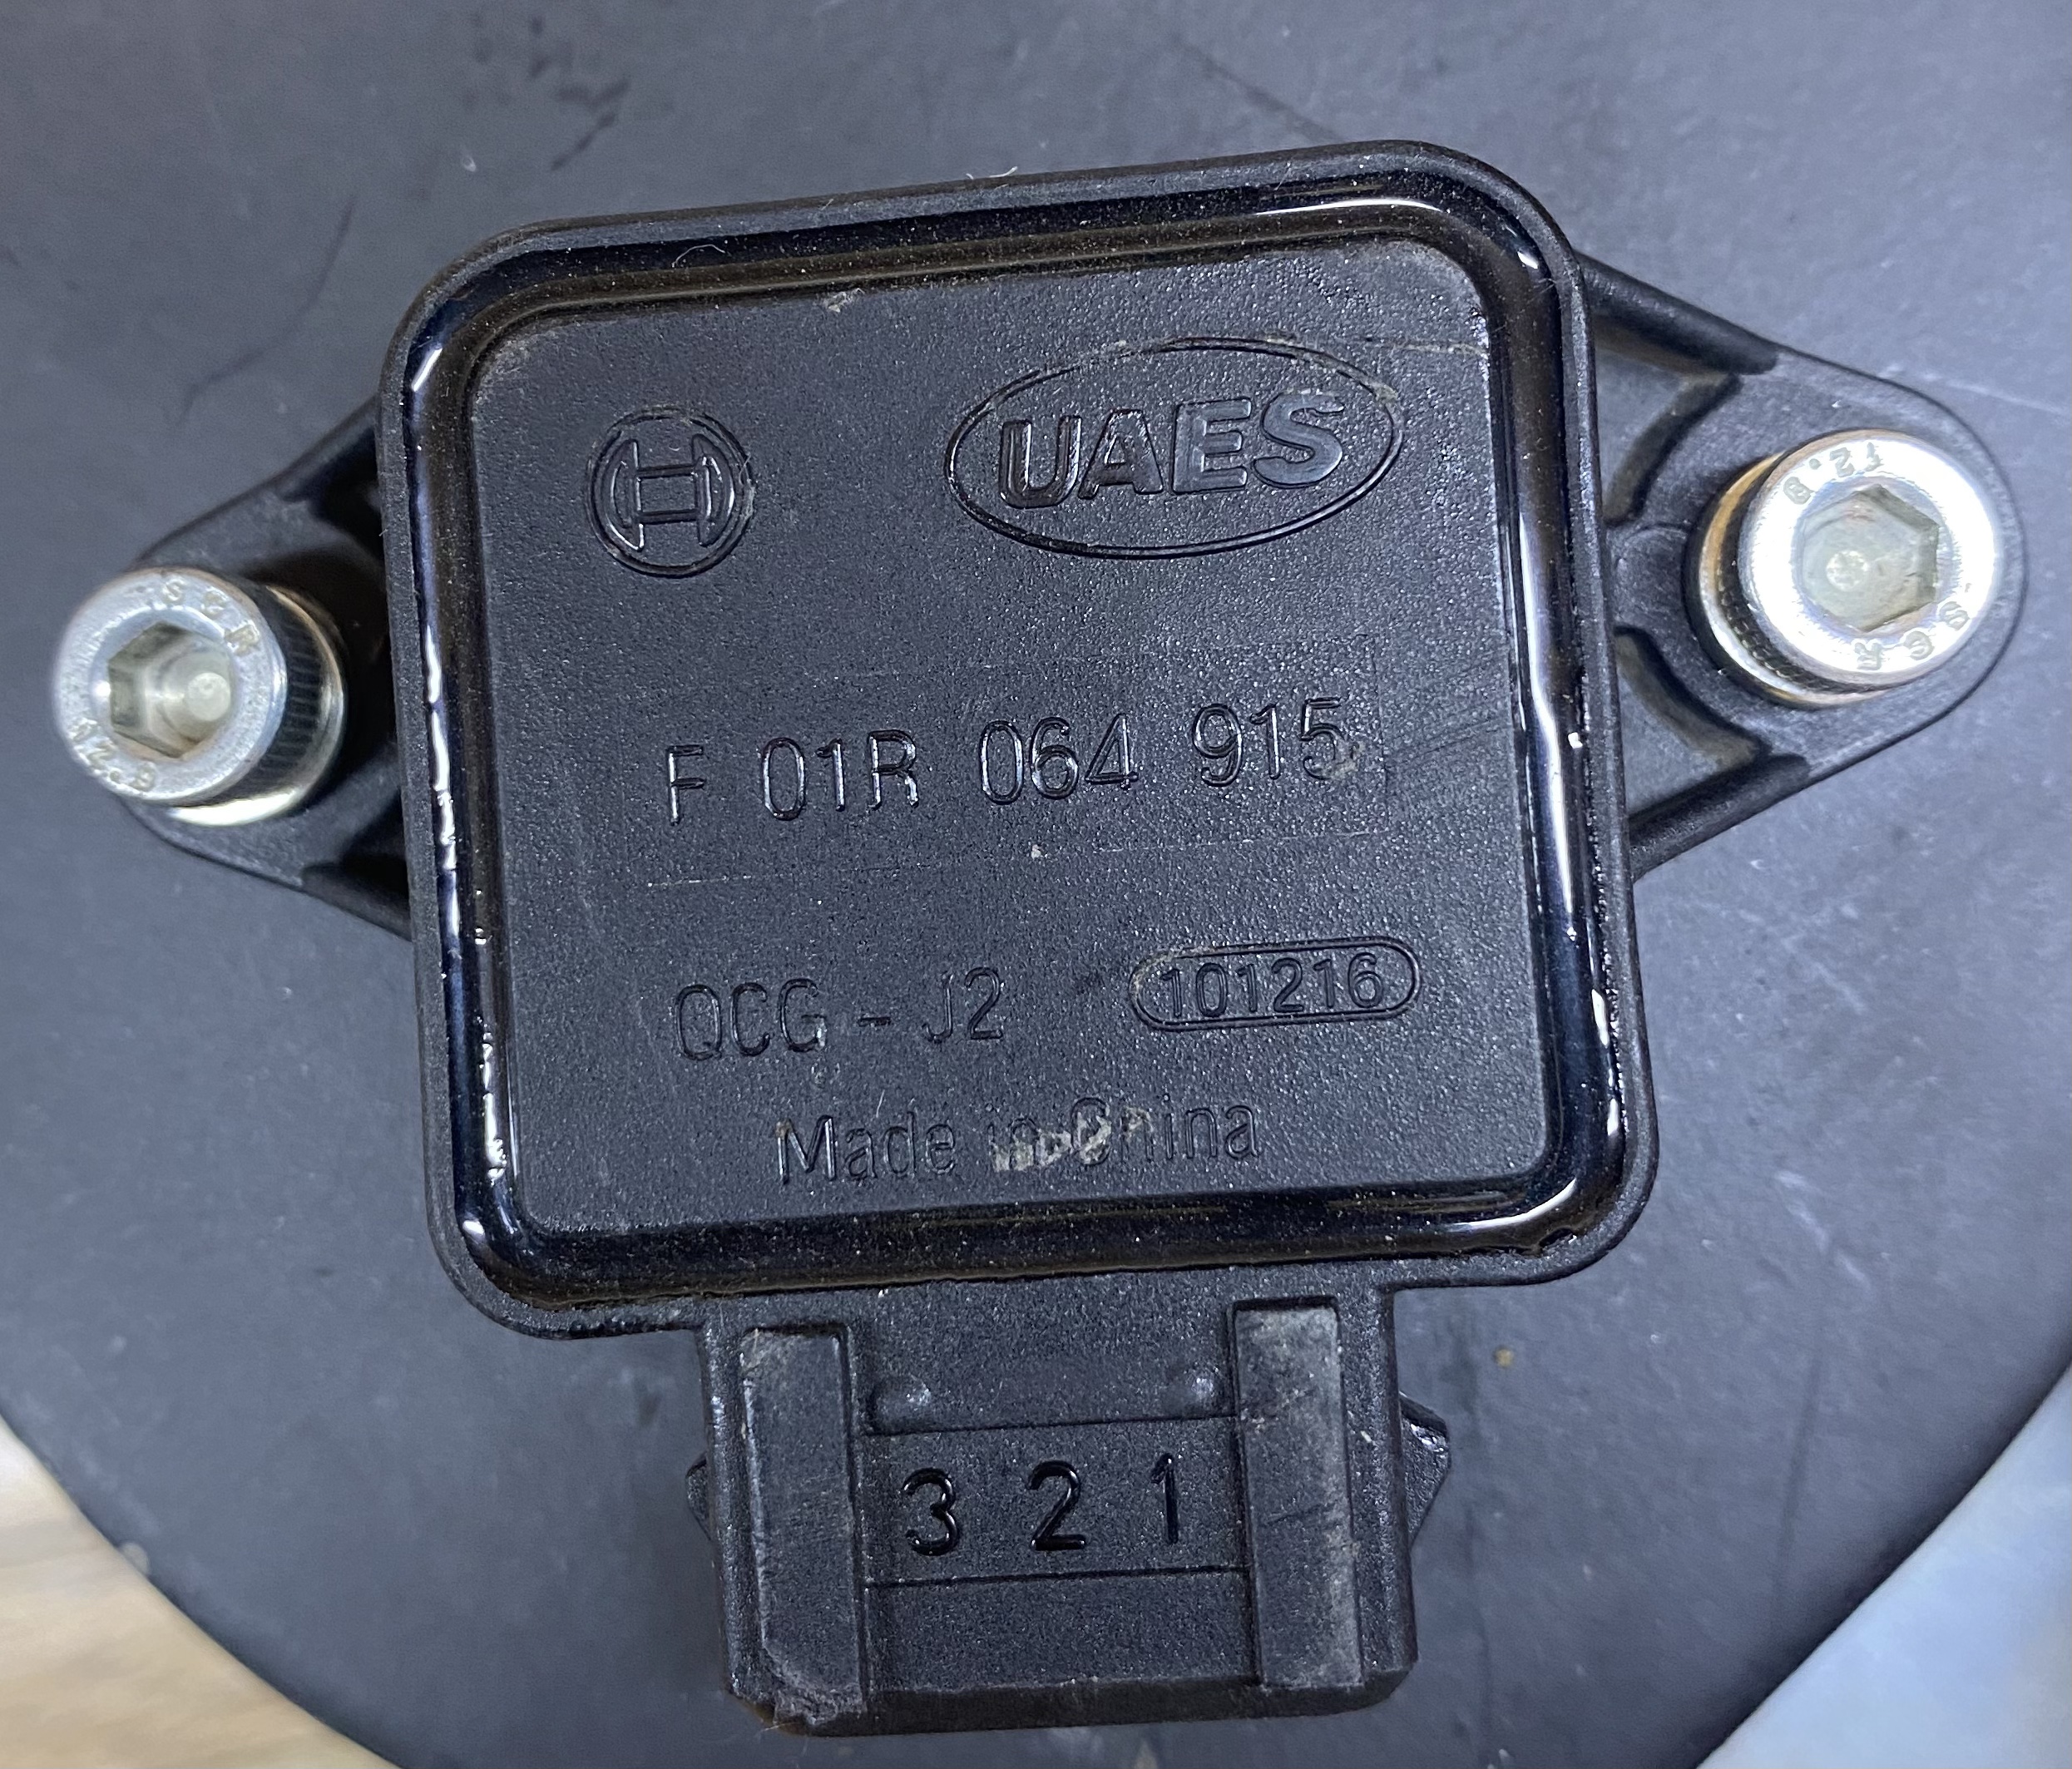 UAES
F 01R 064 915
QCG - J2 101216
Made in China
3 2 1